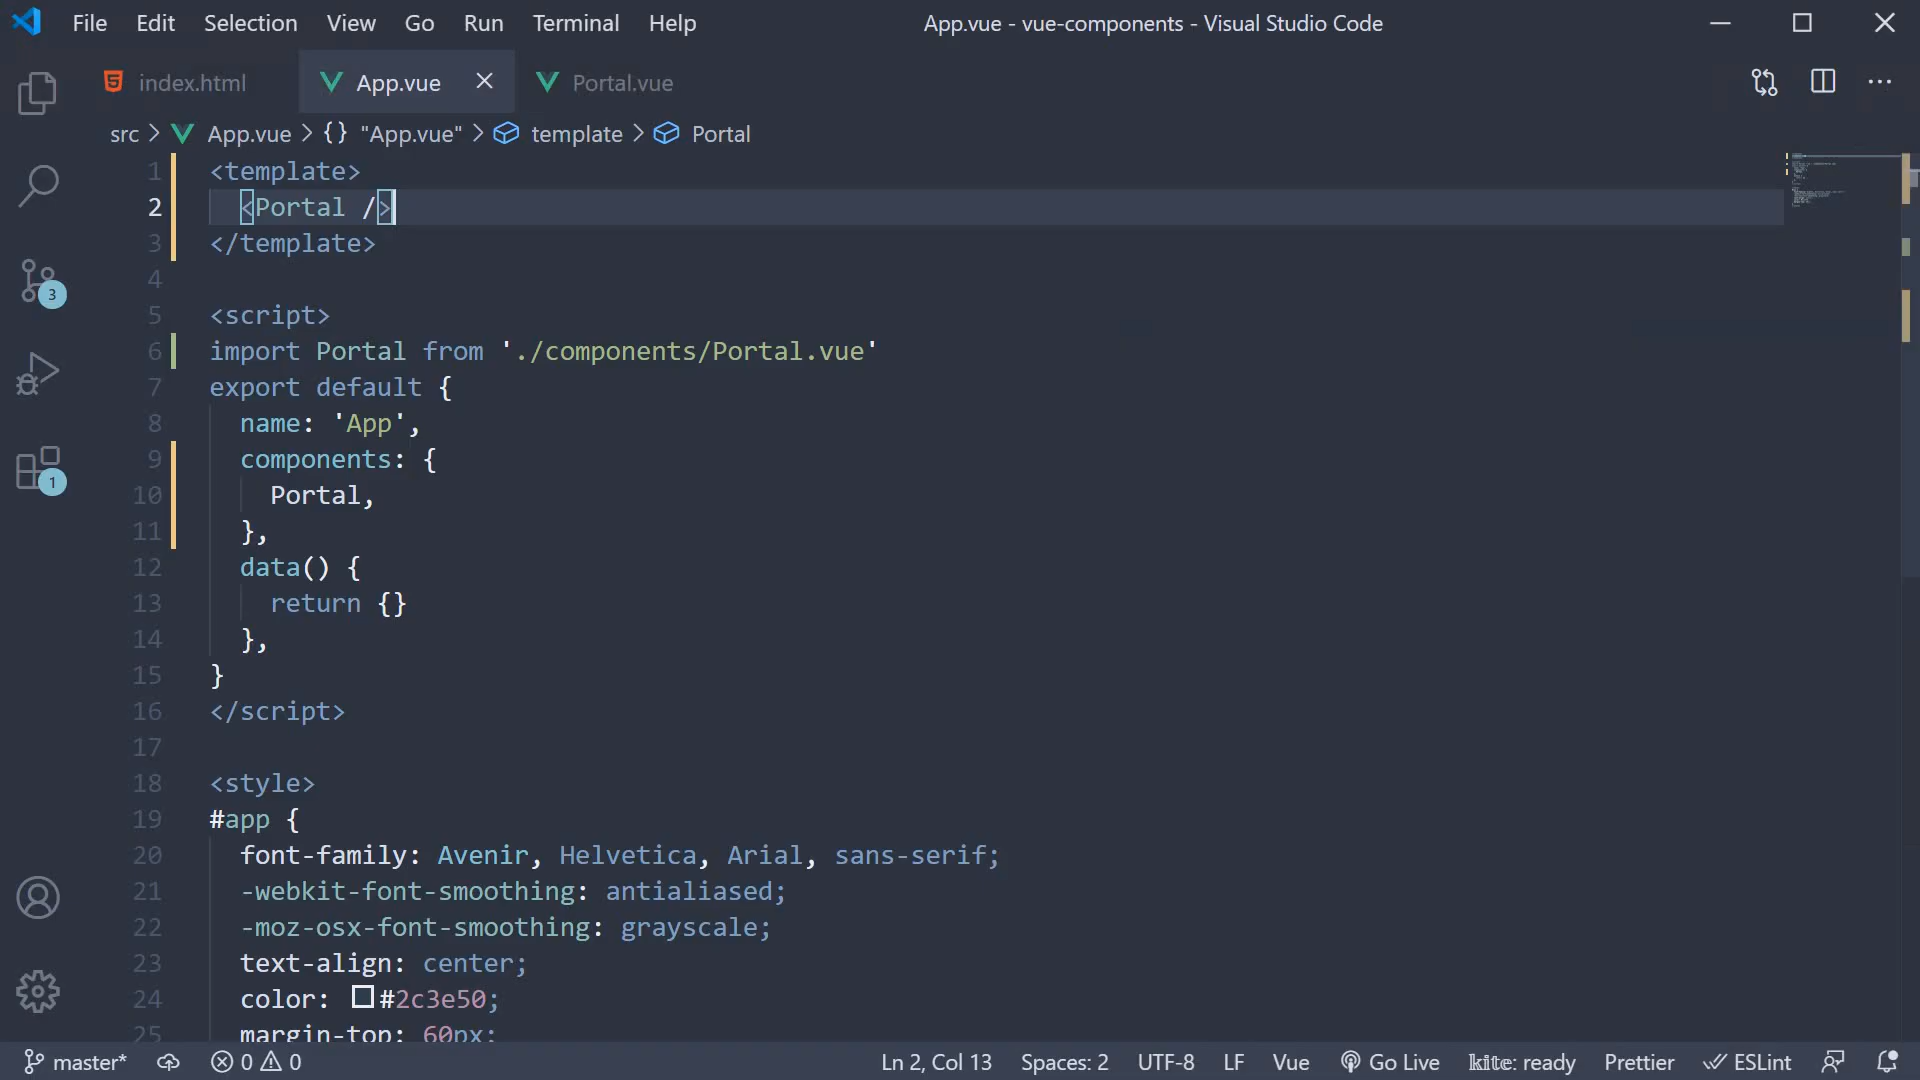 File Edit Selection View Go Run Terminal Help App.vue - vue-components - Visual Studio Code
index.html App.vue Portal.vue
src > App.vue > {} "App.vue" > template > Portal
1 <template>
2 <Portal />
3 </template>
4
5 <script>
6 import Portal from './components/Portal.vue'
7 export default {
8 name: 'App',
9 components: {
10 Portal,
11 },
12 data() {
13 return {}
14 },
15 }
16 </script>
17
18 <style>
19 #app {
20 font-family: Avenir, Helvetica, Arial, sans-serif;
21 -webkit-font-smoothing: antialiased;
22 -moz-osx-font-smoothing: grayscale;
23 text-align: center;
24 color: #2c3e50;
25 margin-top: 60px;
3
1
master* 0 0 Ln 2, Col 13 Spaces: 2 UTF-8 LF Vue Go Live kite: ready Prettier ESLint